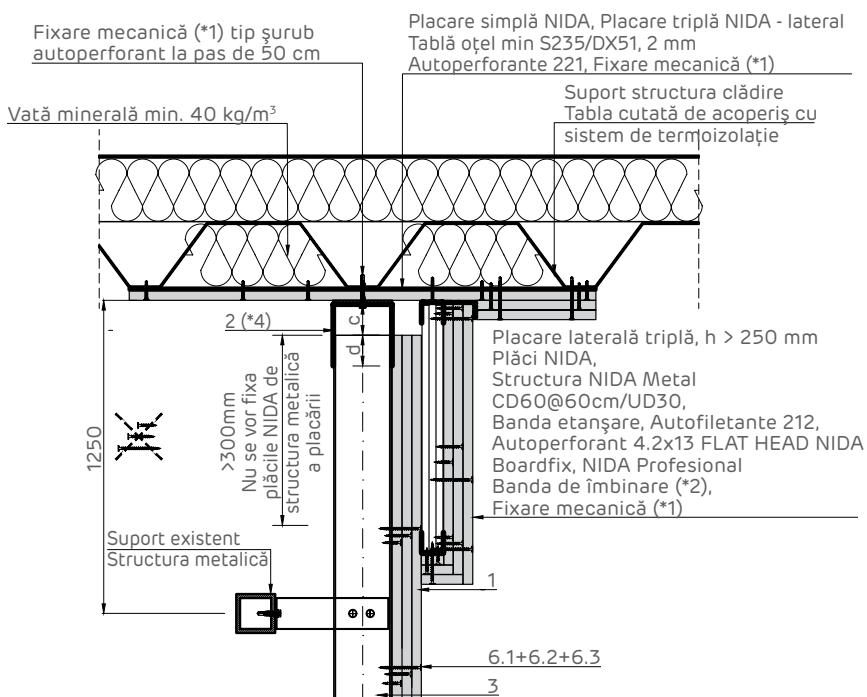 Fixare mecanică (*1) tip șurub
autoperforant la pas de 50 cm
Placare simplă NIDA, Placare triplă NIDA - lateral
Tablă oțel min S235/DX51, 2 mm
Autoperforante 221, Fixare mecanică (*1)
Vată minerală min. 40 kg/m³
Suport structura clădire
Tabla cutată de acoperiș cu
sistem de termoizolație
2 (*4)
c
d
1250
>300mm
Nu se vor fixa
plăcile NIDA de
structura metalică
a placării
Placare laterală triplă, h > 250 mm
Plăci NIDA,
Structura NIDA Metal
CD60@60cm/UD30,
Banda etanșare, Autofiletante 212,
Autoperforant 4.2x13 FLAT HEAD NIDA
Boardfix, NIDA Profesional
Banda de îmbinare (*2),
Fixare mecanică (*1)
Suport existent
Structura metalică
1
6.1+6.2+6.3
3